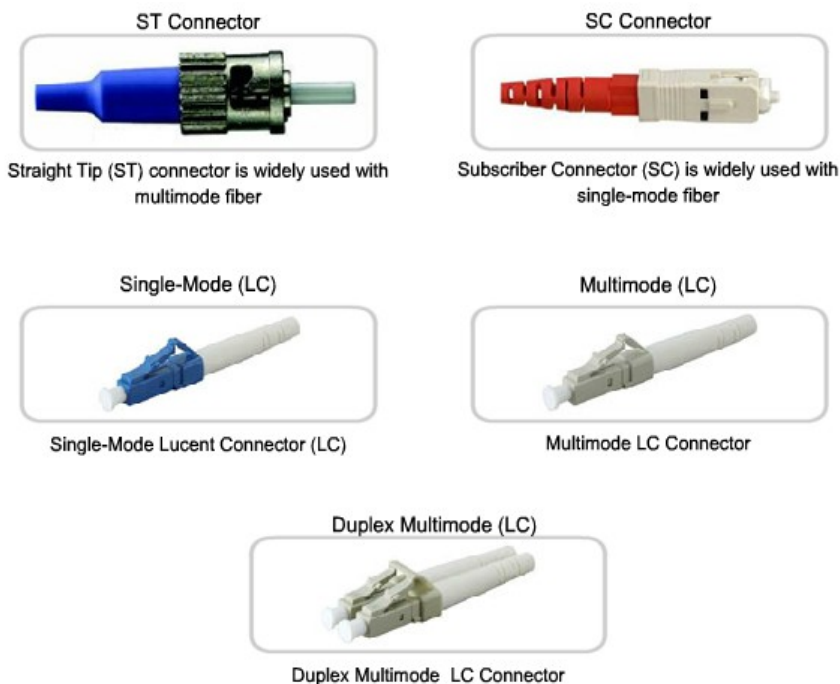 ST Connector
SC Connector
Straight Tip (ST) connector is widely used with
multimode fiber
Subscriber Connector (SC) is widely used with
single-mode fiber
Single-Mode (LC)
Multimode (LC)
Single-Mode Lucent Connector (LC)
Multimode LC Connector
Duplex Multimode (LC)
Duplex Multimode LC Connector